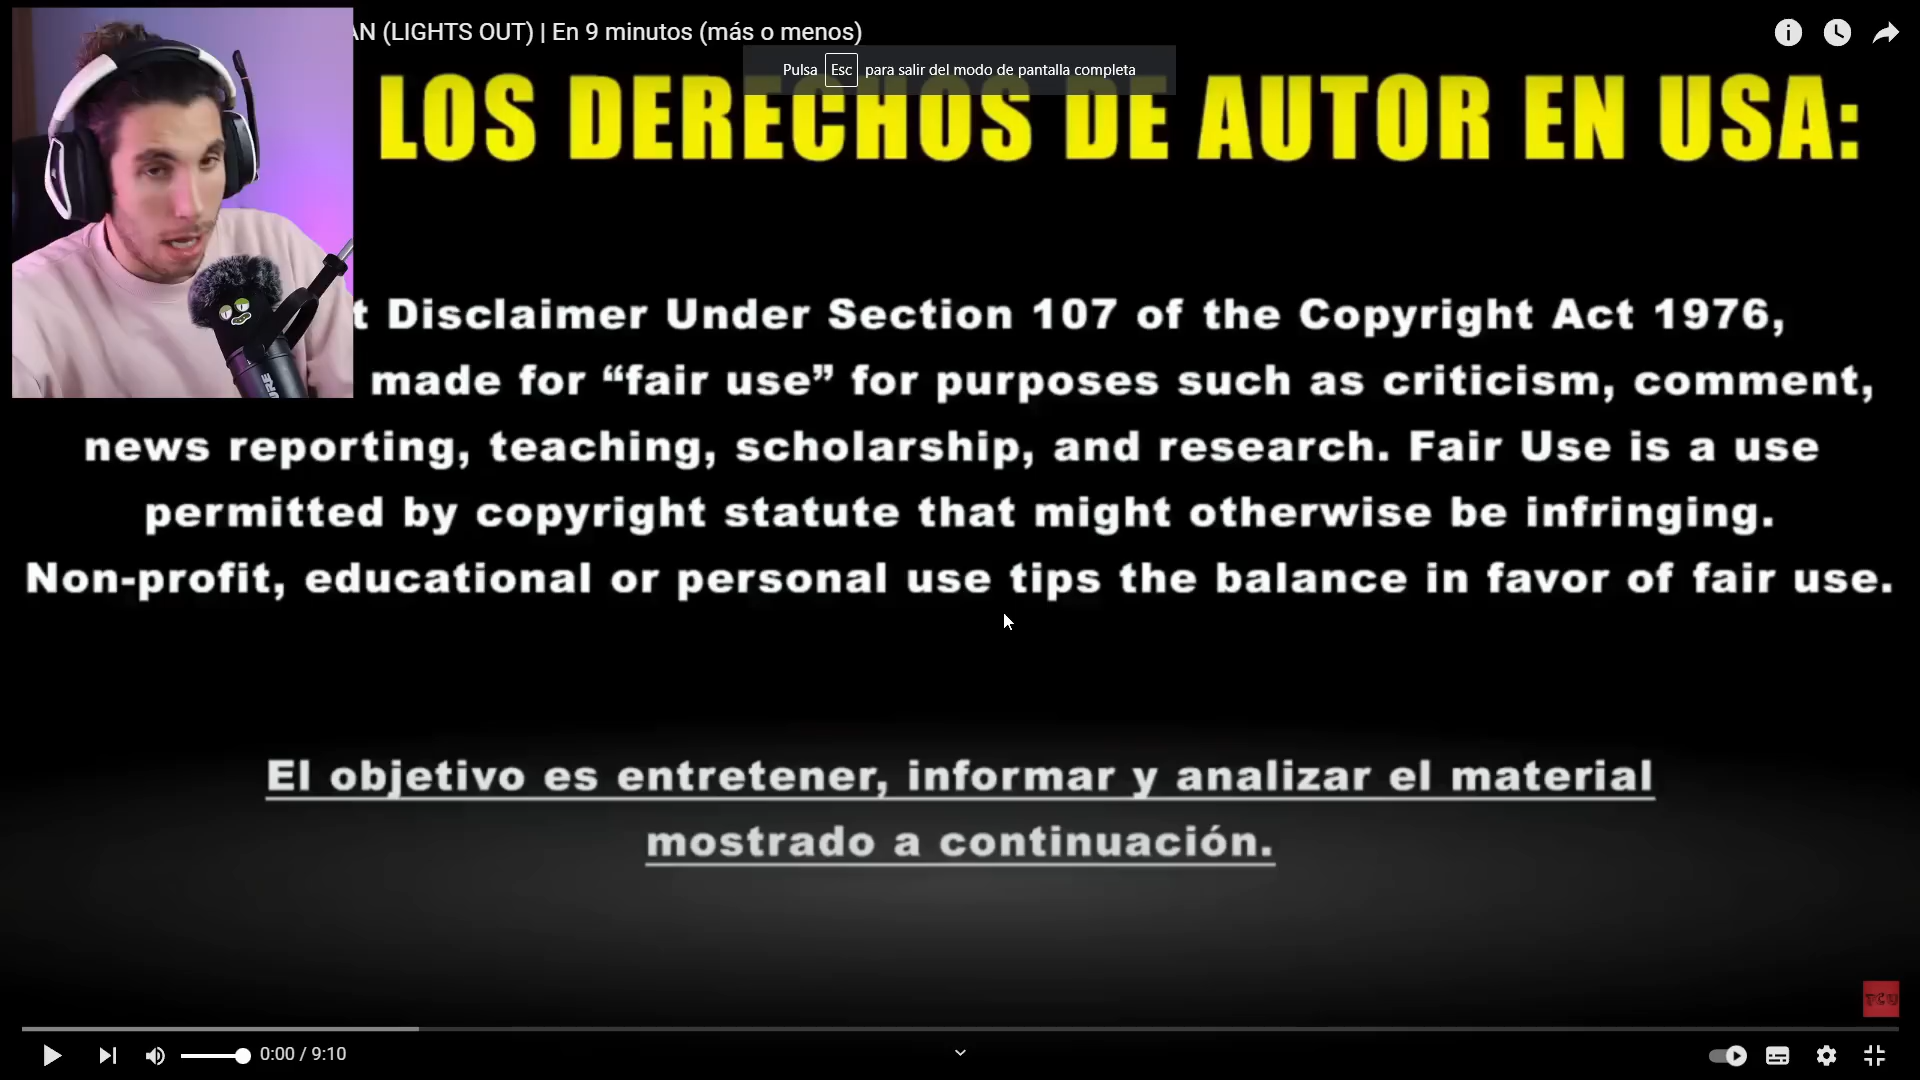 AN (LIGHTS OUT) | En 9 minutos (más o menos)
Pulsa Esc para salir del modo de pantalla completa
LOS DERECHOS DE AUTOR EN USA:
t Disclaimer Under Section 107 of the Copyright Act 1976,
made for “fair use” for purposes such as criticism, comment,
news reporting, teaching, scholarship, and research. Fair Use is a use
permitted by copyright statute that might otherwise be infringing.
Non-profit, educational or personal use tips the balance in favor of fair use.
El objetivo es entretener, informar y analizar el material
mostrado a continuación.
TCU
0:00 / 9:10